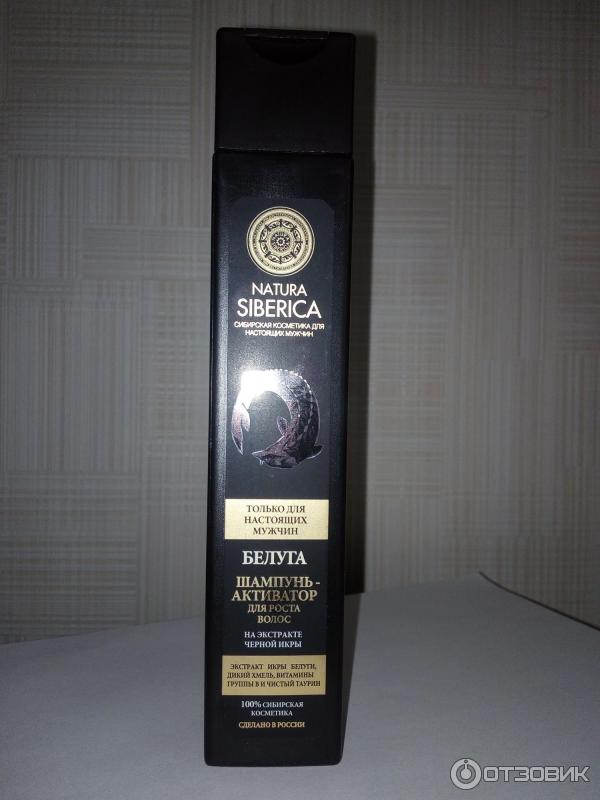 NATURA
SIBERICA
СИБИРСКАЯ КОСМЕТИКА ДЛЯ
НАСТОЯЩИХ МУЖЧИН
ТОЛЬКО ДЛЯ
НАСТОЯЩИХ
МУЖЧИН
БЕЛУГА
ШАМПУНЬ-
АКТИВАТОР
ДЛЯ РОСТА
ВОЛОС
НА ЭКСТРАКТЕ
ЧЕРНОЙ ИКРЫ
ЭКСТРАКТ ИКРЫ БЕЛУГИ,
ДИКИЙ ХМЕЛЬ, ВИТАМИНЫ
ГРУППЫ В И ЧИСТЫЙ ТАУРИН
100% СИБИРСКАЯ
КОСМЕТИКА
СДЕЛАНО В РОССИИ
ОТЗОВИК